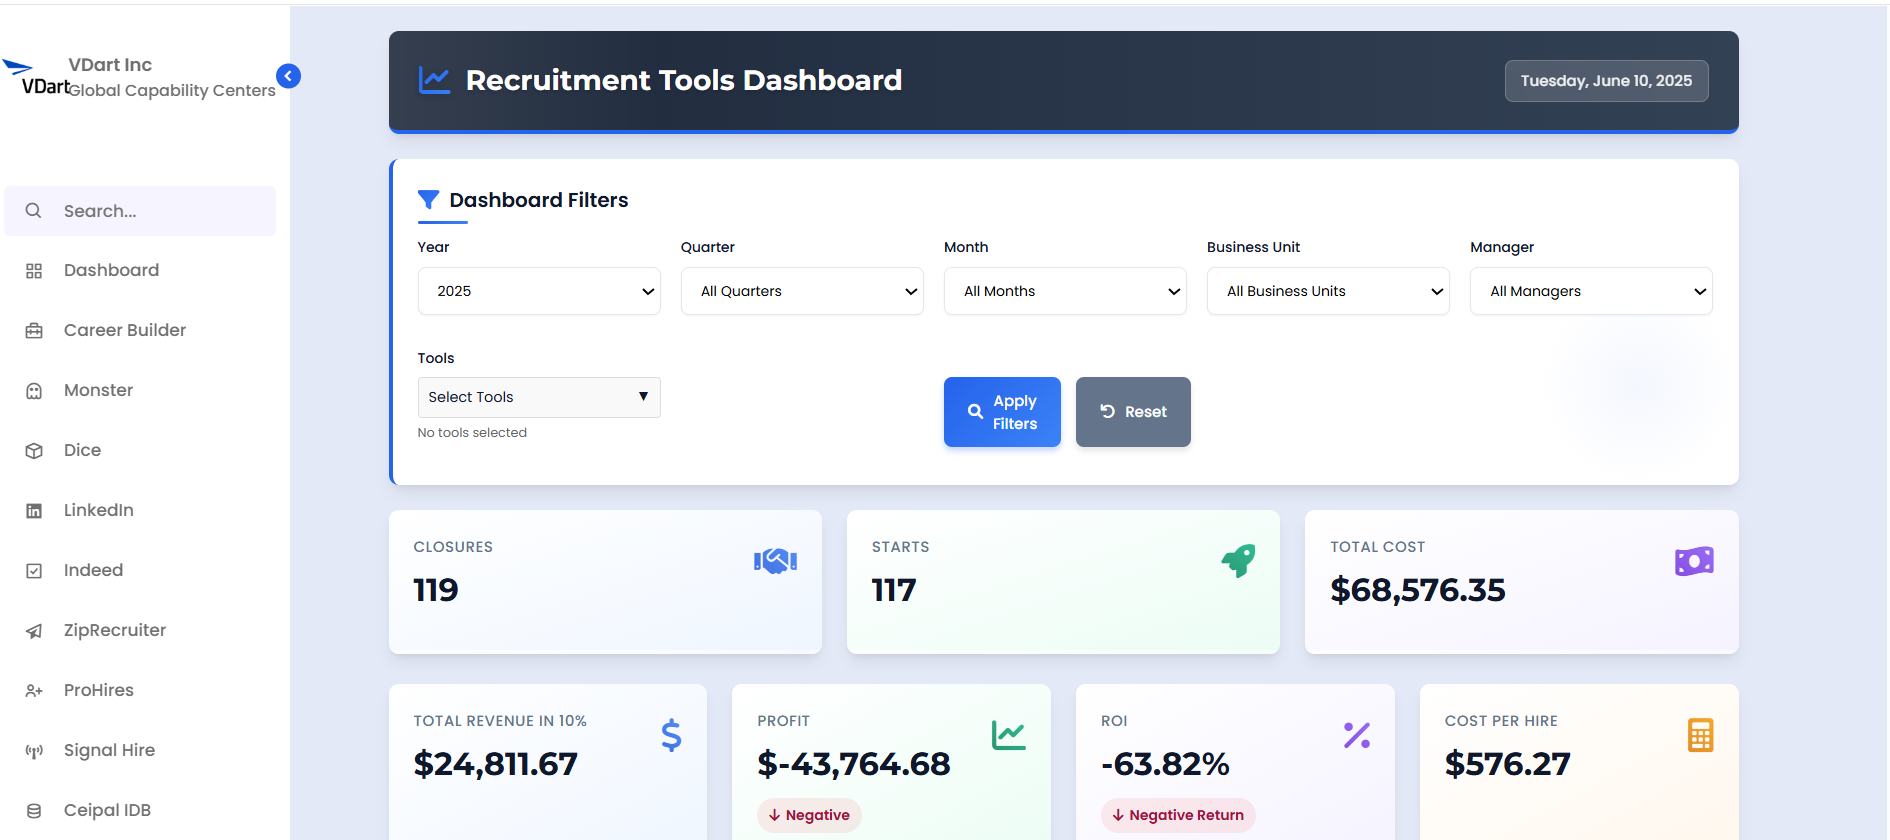 VDart
VDart Inc
Global Capability Centers
Search...
Dashboard
Career Builder
Monster
Dice
LinkedIn
Indeed
ZipRecruiter
ProHires
Signal Hire
Ceipal IDB
Recruitment Tools Dashboard
Tuesday, June 10, 2025
Dashboard Filters
Year
2025
Quarter
All Quarters
Month
All Months
Business Unit
All Business Units
Manager
All Managers
Tools
Select Tools
No tools selected
Apply
Filters
Reset
CLOSURES
119
STARTS
117
TOTAL COST
$68,576.35
TOTAL REVENUE IN 10%
$24,811.67
PROFIT
$-43,764.68
Negative
ROI
-63.82%
Negative Return
COST PER HIRE
$576.27